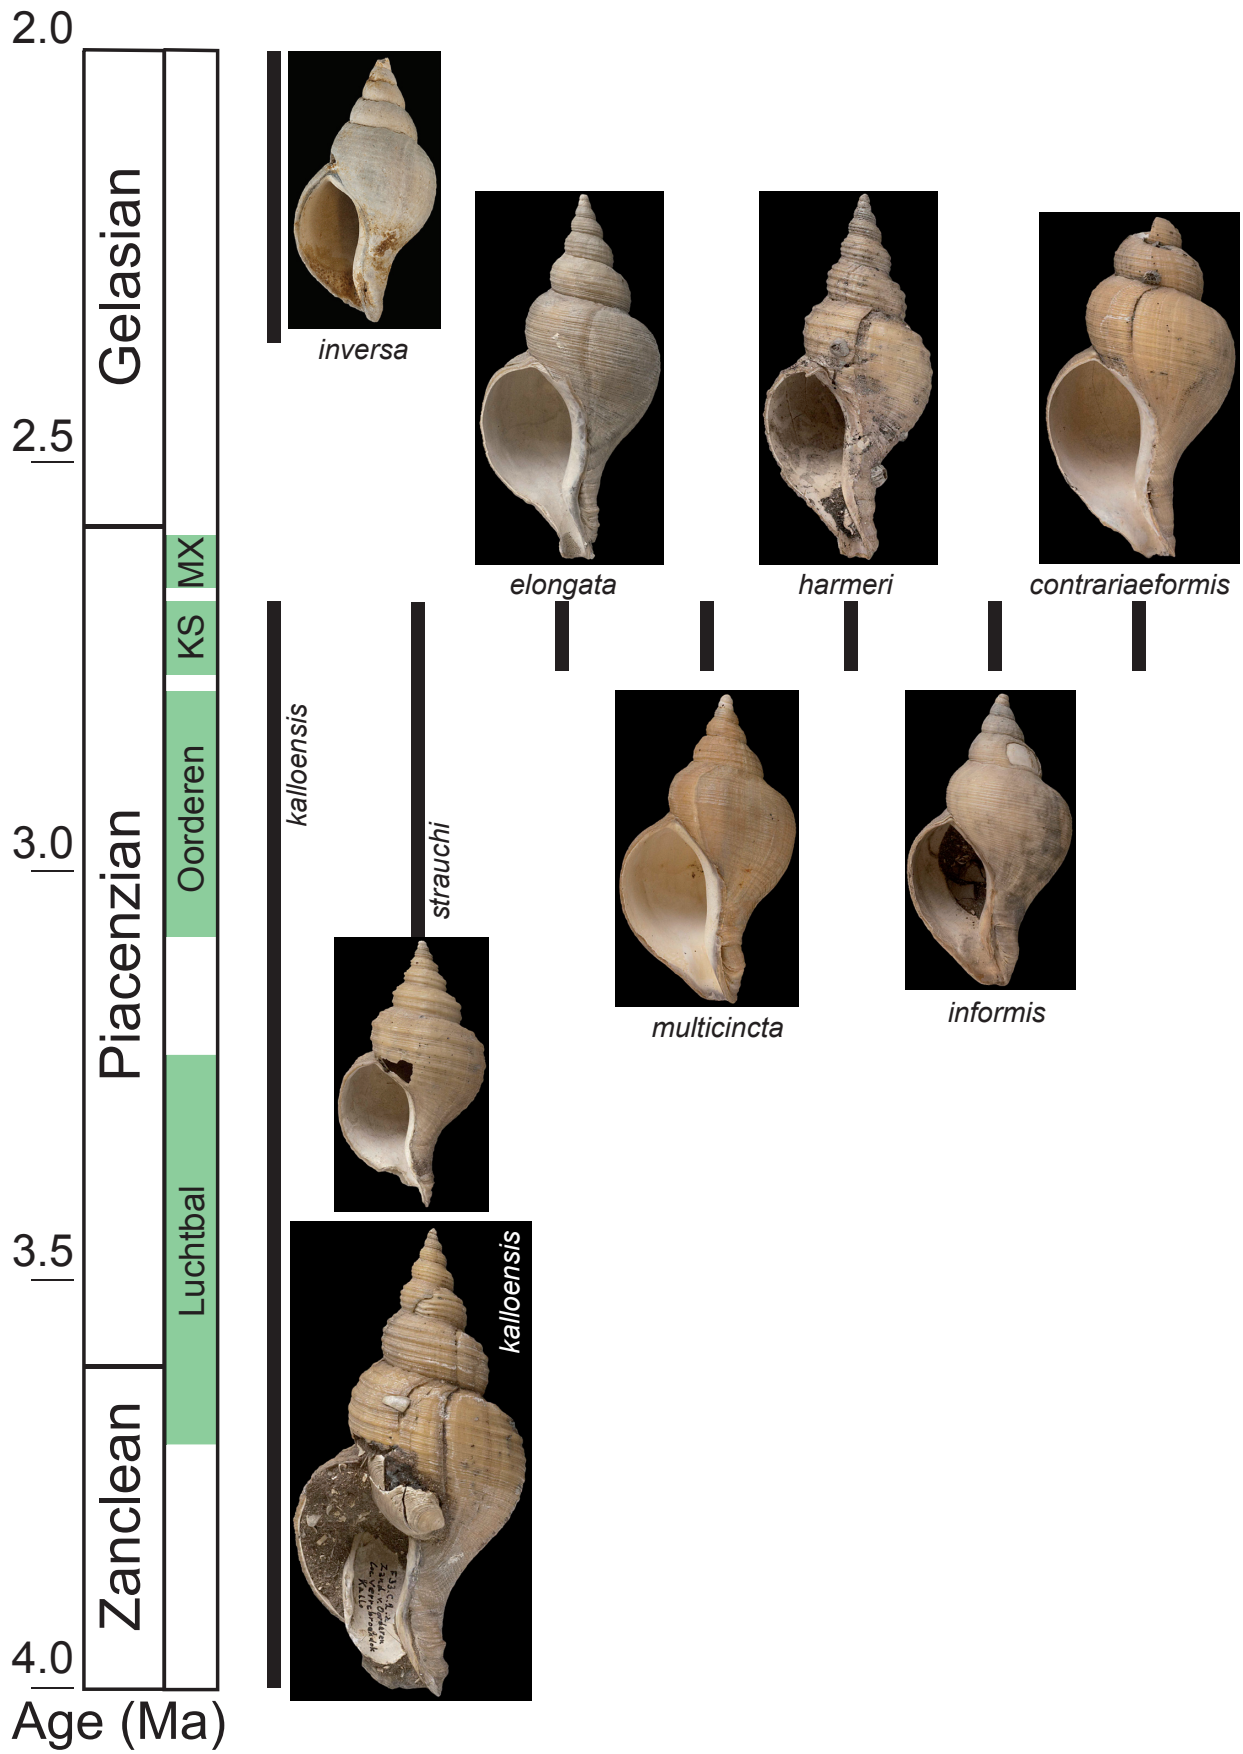 2.0
Gelasian
inversa
2.5
elongata
harmeri
contrariaeformis
MX
KS
kalloensis
Oorderen
strauchi
Piacenzian
3.0
multicincta
informis
Luchtbal
3.5
kalloensis
Zanclean
Kallo
4.0
Age (Ma)